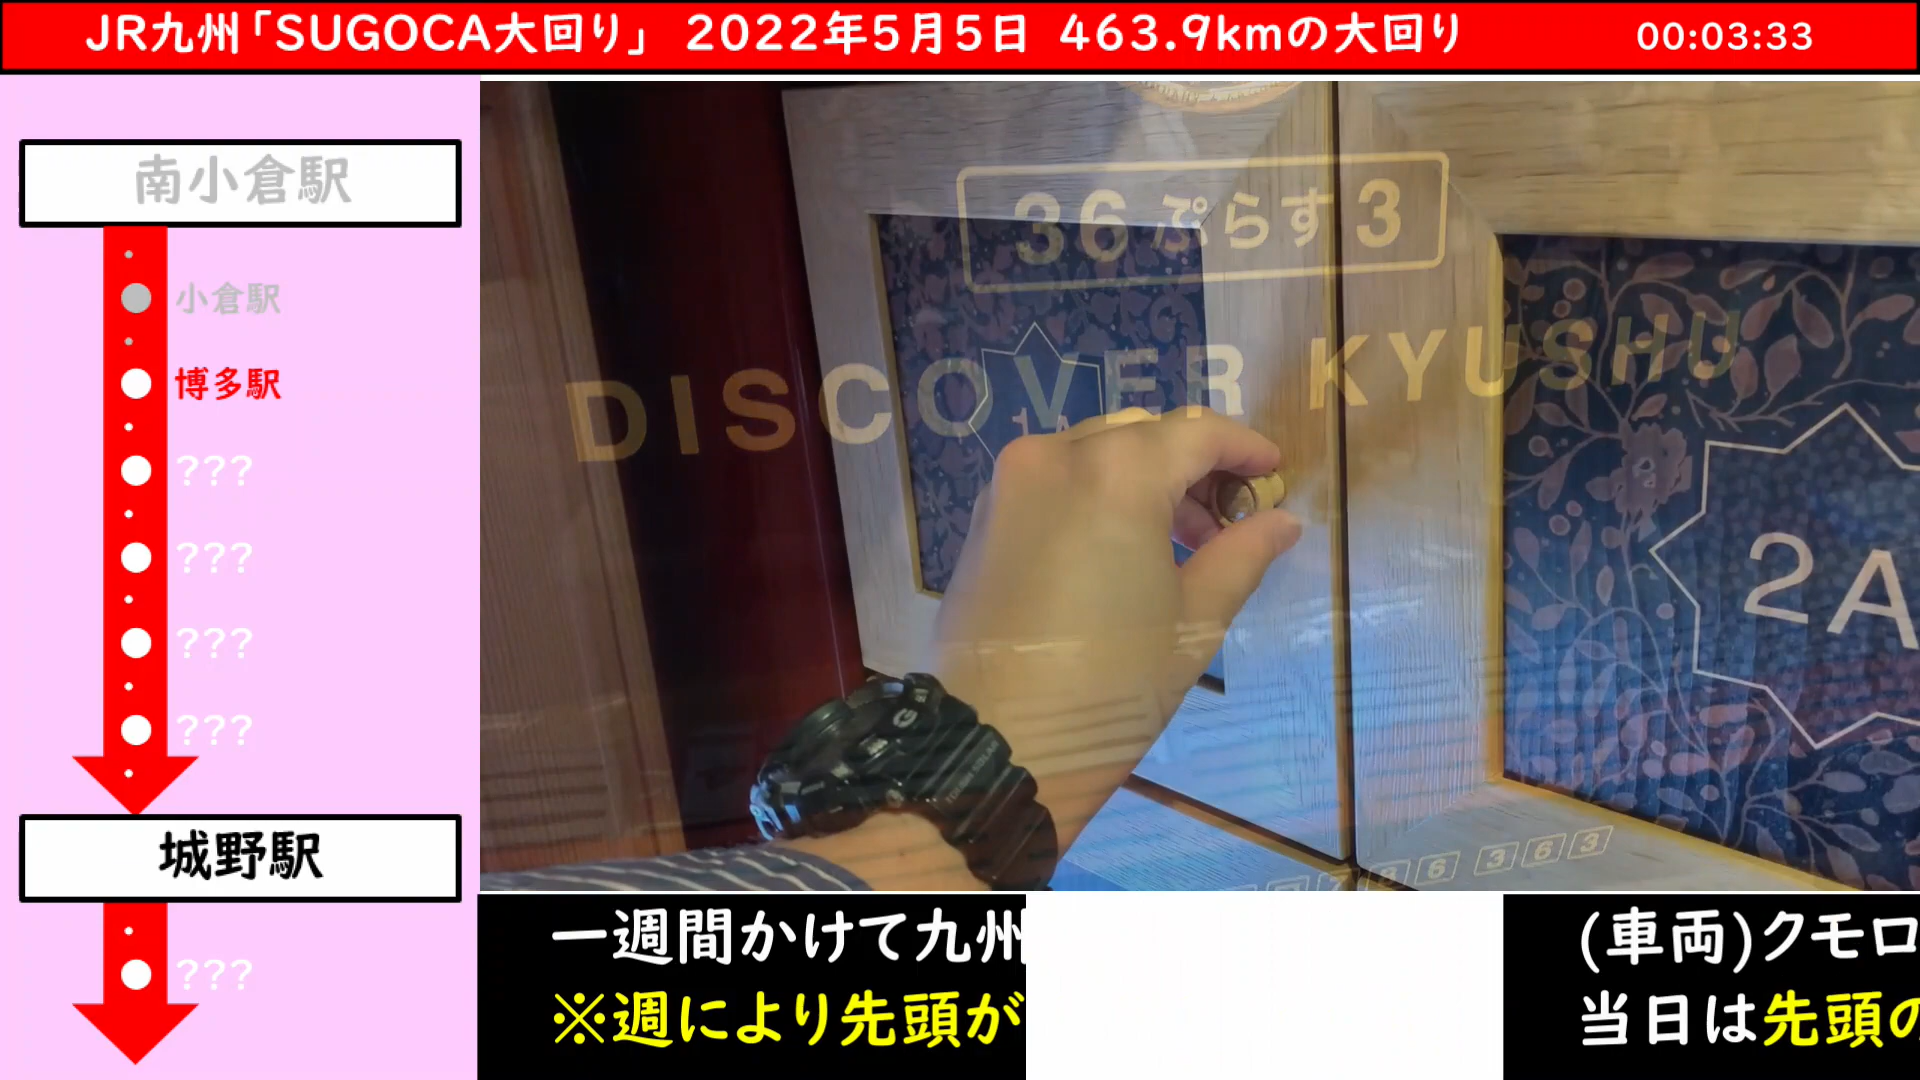 JR九州「SUGOCA大回り」 2022年5月5日 463.9kmの大回り
00:03:33
南小倉駅
小倉駅
博多駅
???
???
???
???
城野駅
???
36ぷらす3
DISCOVER KYUSHU
2A
G
363
一週間かけて九州
※週により先頭が
(車両)クモロ
当日は先頭の